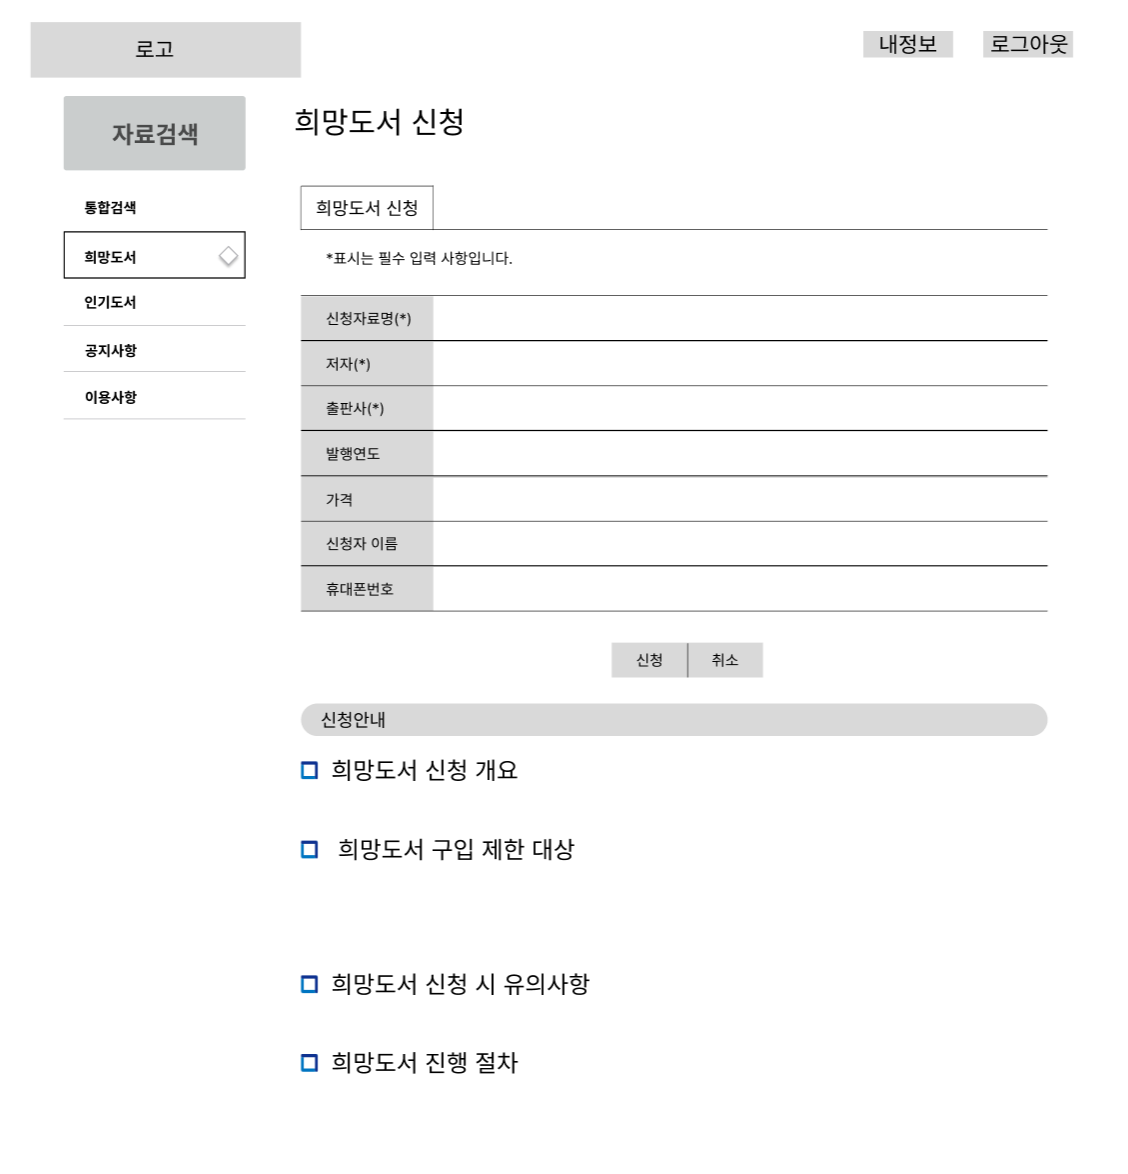 로고
내정보
로그아웃
자료검색
통합검색
희망도서
인기도서
공지사항
이용사항
희망도서 신청
희망도서 신청
*표시는 필수 입력 사항입니다.
신청자료명(*)
저자(*)
출판사(*)
발행연도
가격
신청자 이름
휴대폰번호
신청
취소
신청안내
희망도서 신청 개요
희망도서 구입 제한 대상
희망도서 신청 시 유의사항
희망도서 진행 절차